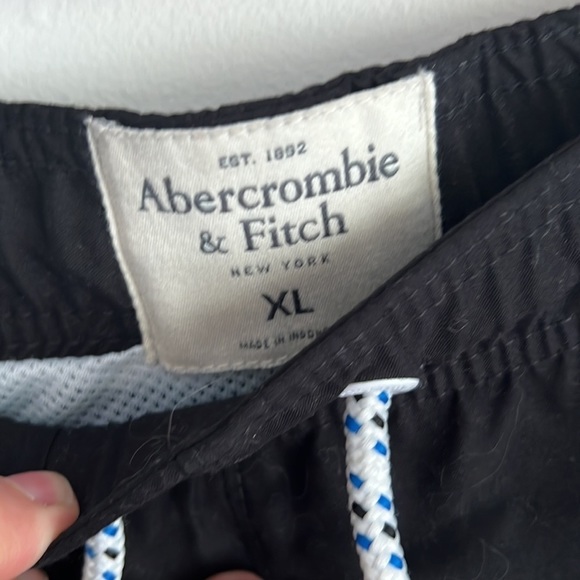 EST. 1892
Abercrombie
& Fitch
NEW YORK
XL
MADE IN